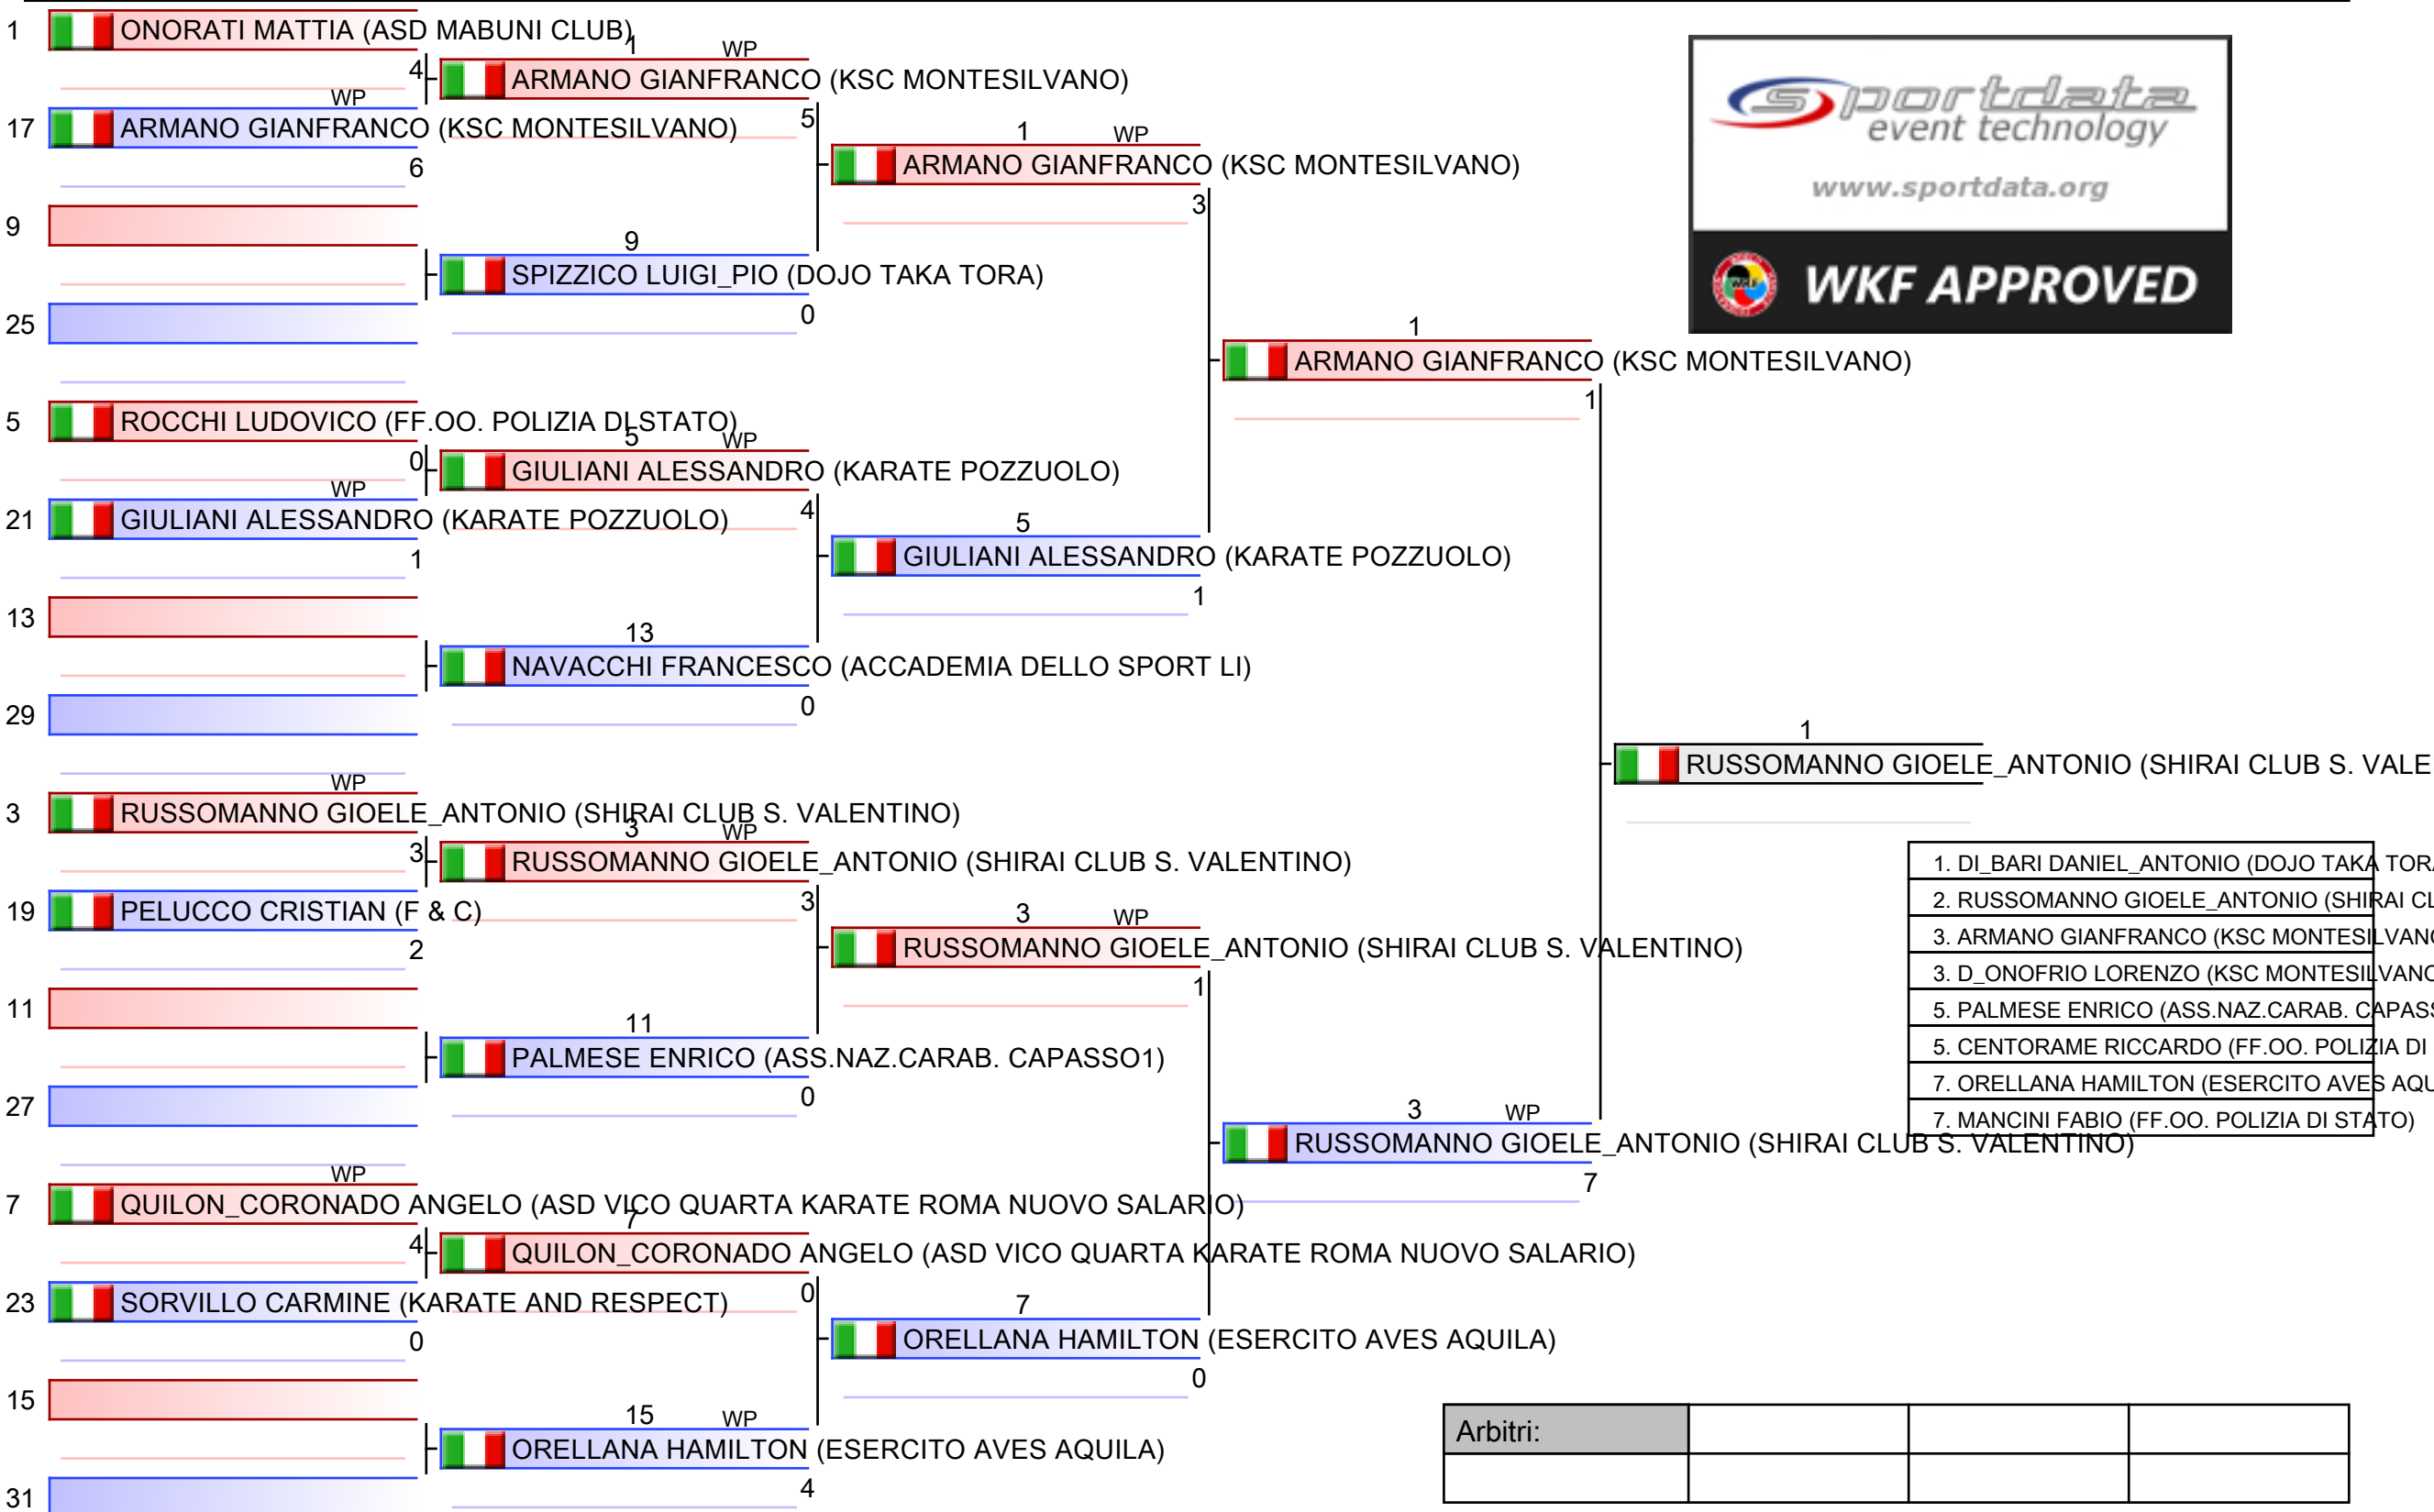 1 ONORATI MATTIA (ASD MABUNI CLUB)
4
WP
17 ARMANO GIANFRANCO (KSC MONTESILVANO)
6
9
25
5 ROCCHI LUDOVICO (FF.OO. POLIZIA DI STATO)
0
WP
21 GIULIANI ALESSANDRO (KARATE POZZUOLO)
1
13
29
WP
3 RUSSOMANNO GIOELE_ANTONIO (SHIRAI CLUB S. VALENTINO)
3
19 PELUCCO CRISTIAN (F & C)
2
11
27
WP
7 QUILON_CORONADO ANGELO (ASD VICO QUARTA KARATE ROMA NUOVO SALARIO)
4
23 SORVILLO CARMINE (KARATE AND RESPECT)
0
15
31
1 WP
ARMANO GIANFRANCO (KSC MONTESILVANO)
5
9
SPIZZICO LUIGI_PIO (DOJO TAKA TORA)
0
5 WP
GIULIANI ALESSANDRO (KARATE POZZUOLO)
4
13
NAVACCHI FRANCESCO (ACCADEMIA DELLO SPORT LI)
0
3 WP
RUSSOMANNO GIOELE_ANTONIO (SHIRAI CLUB S. VALENTINO)
3
11
PALMESE ENRICO (ASS.NAZ.CARAB. CAPASSO1)
0
7
QUILON_CORONADO ANGELO (ASD VICO QUARTA KARATE ROMA NUOVO SALARIO)
0
15 WP
ORELLANA HAMILTON (ESERCITO AVES AQUILA)
4
1 WP
ARMANO GIANFRANCO (KSC MONTESILVANO)
3
5
GIULIANI ALESSANDRO (KARATE POZZUOLO)
1
3 WP
RUSSOMANNO GIOELE_ANTONIO (SHIRAI CLUB S. VALENTINO)
1
7
ORELLANA HAMILTON (ESERCITO AVES AQUILA)
0
1
ARMANO GIANFRANCO (KSC MONTESILVANO)
1
3 WP
RUSSOMANNO GIOELE_ANTONIO (SHIRAI CLUB S. VALENTINO)
7
1
RUSSOMANNO GIOELE_ANTONIO (SHIRAI CLUB S. VALE
sportdata
event technology
www.sportdata.org
WKF
WKF APPROVED
1. DI_BARI DANIEL_ANTONIO (DOJO TAKA TORA
2. RUSSOMANNO GIOELE_ANTONIO (SHIRAI CL
3. ARMANO GIANFRANCO (KSC MONTESILVANO
3. D_ONOFRIO LORENZO (KSC MONTESILVANO
5. PALMESE ENRICO (ASS.NAZ.CARAB. CAPASS
5. CENTORAME RICCARDO (FF.OO. POLIZIA DI
7. ORELLANA HAMILTON (ESERCITO AVES AQU
7. MANCINI FABIO (FF.OO. POLIZIA DI STATO)
Arbitri: